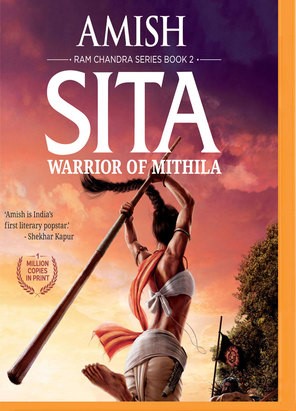 AMISH
RAM CHANDRA SERIES BOOK 2
SITA
WARRIOR OF MITHILA
'Amish is India's
first literary popstar.'
- Shekhar Kapur
1
MILLION
COPIES
IN PRINT